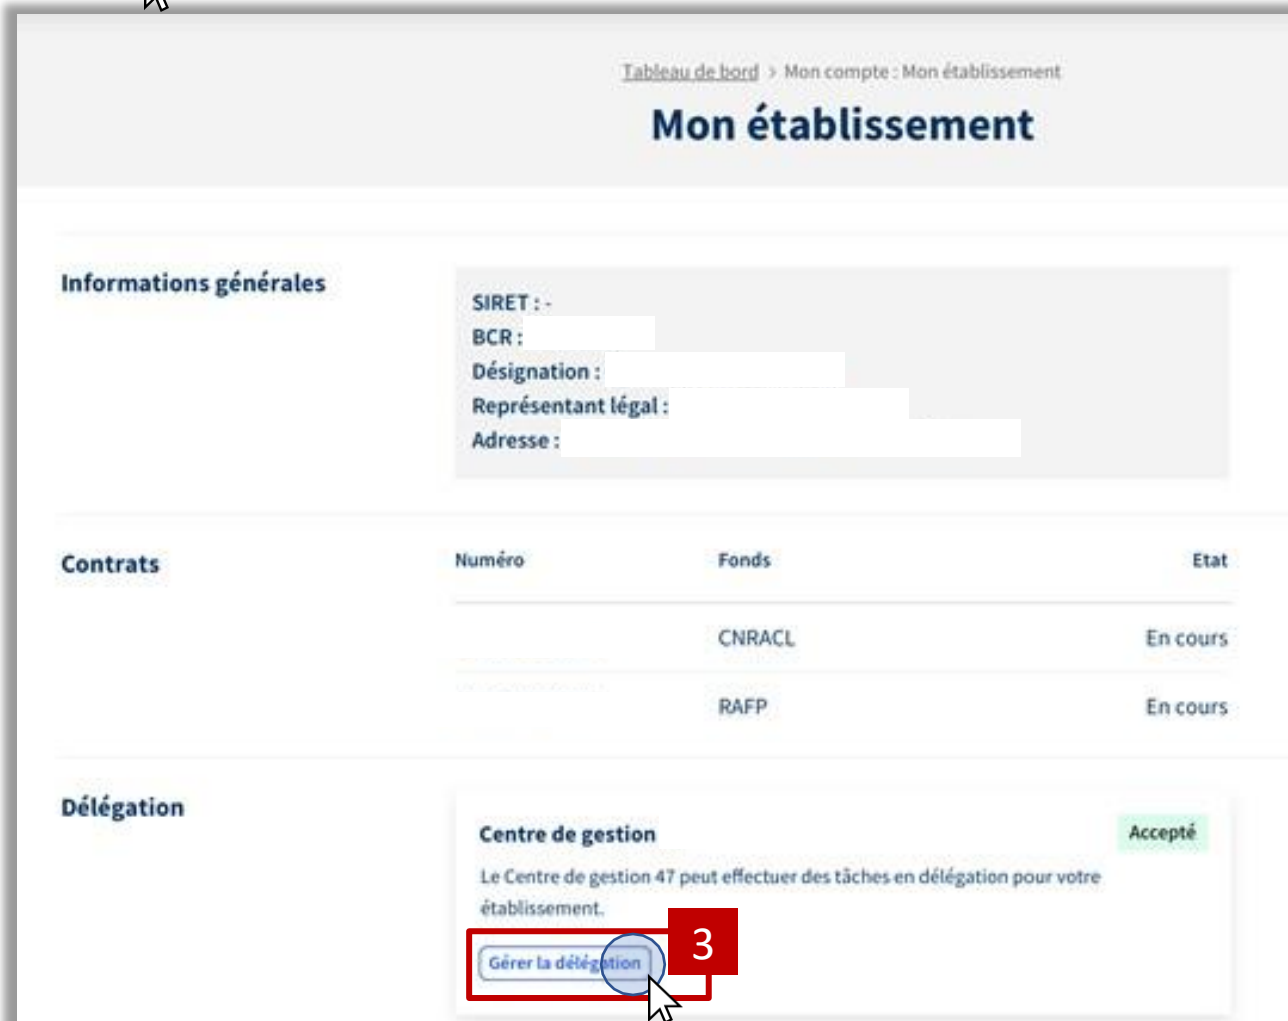 Tableau de bord > Mon compte : Mon établissement
Mon établissement
Informations générales
SIRET : -
BCR :
Désignation :
Représentant légal :
Adresse :
Contrats
Numéro Fonds Etat
CNRACL En cours
RAFP En cours
Délégation
Centre de gestion Accepté
Le Centre de gestion 47 peut effectuer des tâches en délégation pour votre
établissement.
Gérer la délégation
3